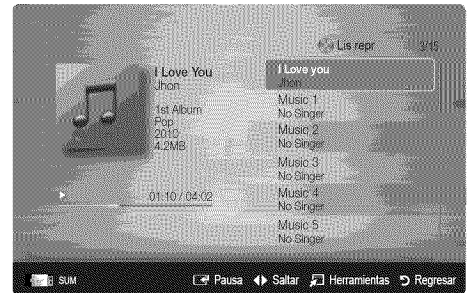 Lis repr 3/15
I Love You
Jhon
1st Album
Pop
2010
4.2MB
01:10 / 04:02
I Love you
Jhon
Music 1
No Singer
Music 2
No Singer
Music 3
No Singer
Music 4
No Singer
Music 5
No Singer
SUM Pausa Saltar Herramientas Regresar